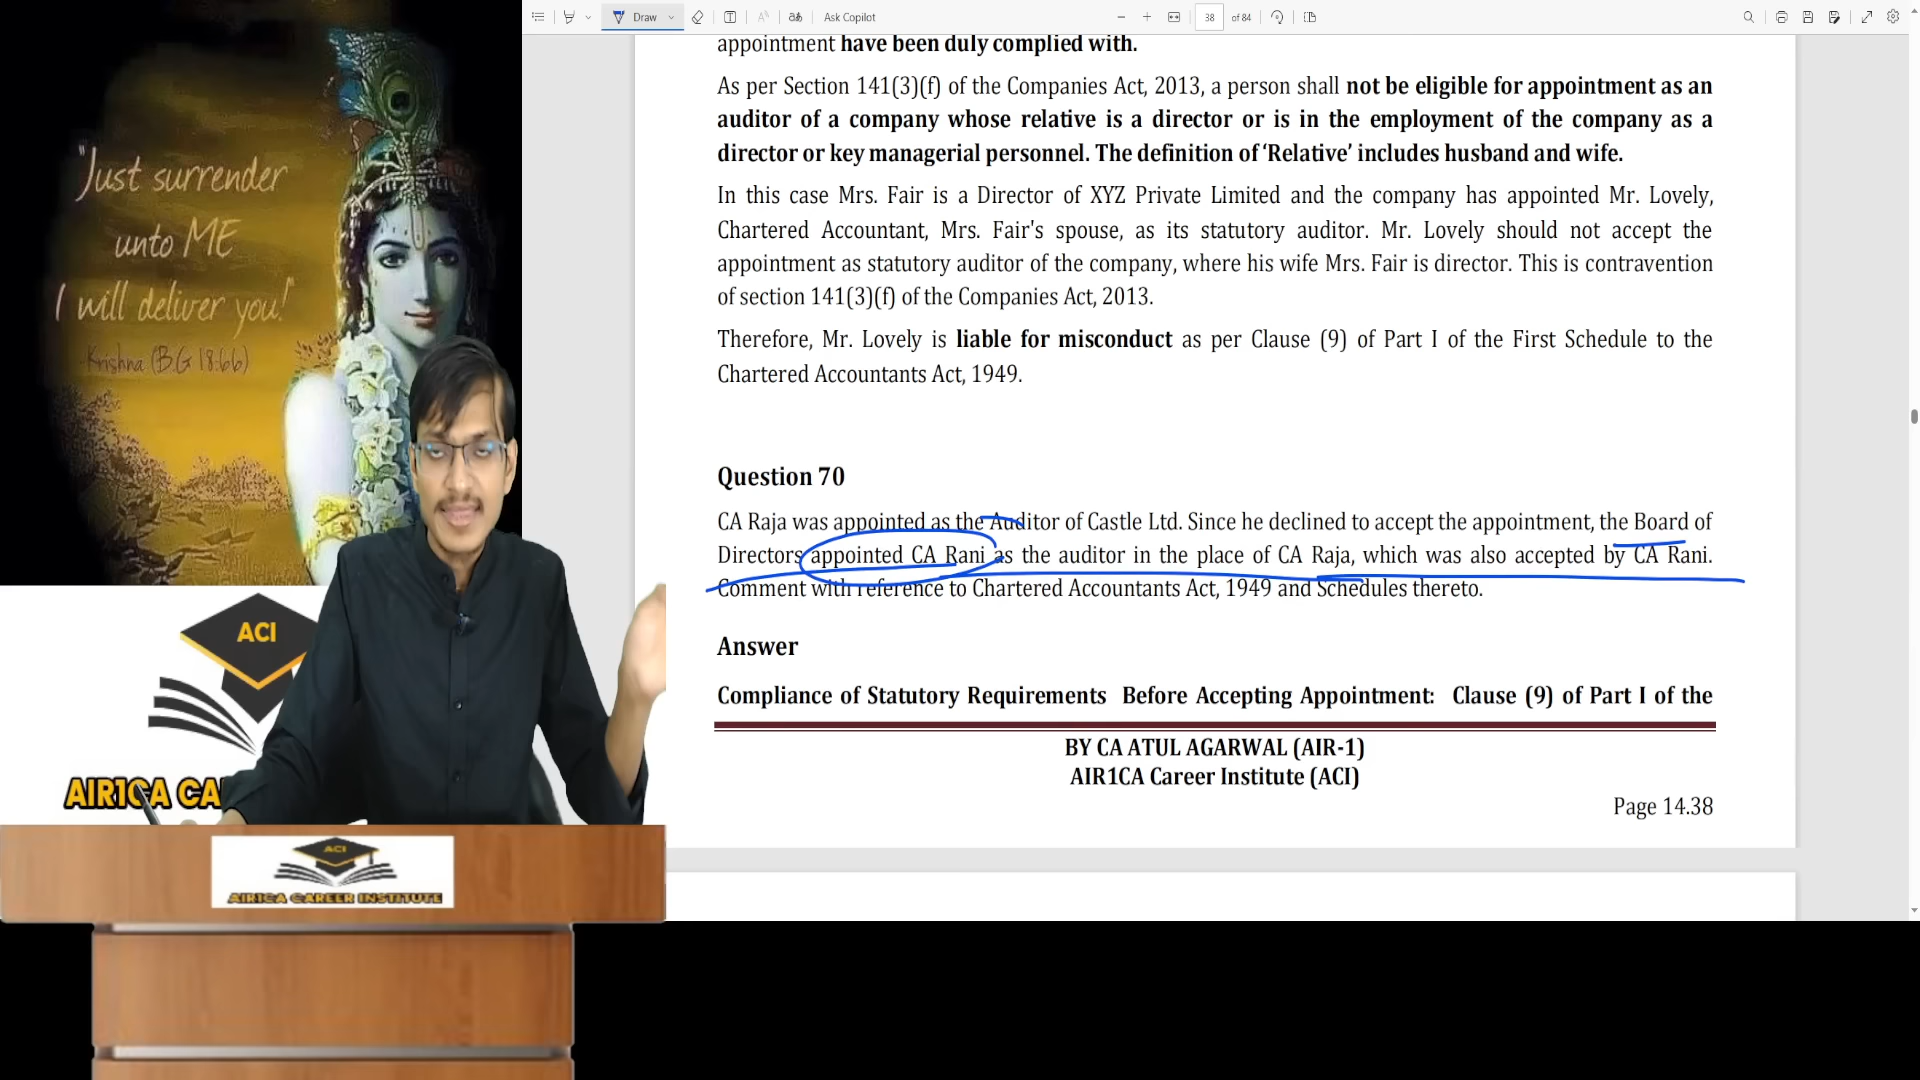 Draw
Ask Copilot
38 of 84
appointment have been duly complied with.
As per Section 141(3)(f) of the Companies Act, 2013, a person shall not be eligible for appointment as an
auditor of a company whose relative is a director or is in the employment of the company as a
director or key managerial personnel. The definition of ‘Relative’ includes husband and wife.
In this case Mrs. Fair is a Director of XYZ Private Limited and the company has appointed Mr. Lovely,
Chartered Accountant, Mrs. Fair's spouse, as its statutory auditor. Mr. Lovely should not accept the
appointment as statutory auditor of the company, where his wife Mrs. Fair is director. This is contravention
of section 141(3)(f) of the Companies Act, 2013.
Therefore, Mr. Lovely is liable for misconduct as per Clause (9) of Part I of the First Schedule to the
Chartered Accountants Act, 1949.
Question 70
CA Raja was appointed as the Auditor of Castle Ltd. Since he declined to accept the appointment, the Board of
Directors appointed CA Rani as the auditor in the place of CA Raja, which was also accepted by CA Rani.
Comment with reference to Chartered Accountants Act, 1949 and Schedules thereto.
Answer
Compliance of Statutory Requirements Before Accepting Appointment: Clause (9) of Part I of the
BY CA ATUL AGARWAL (AIR-1)
AIR1CA Career Institute (ACI)
Page 14.38
"Just surrender
unto ME
I will deliver you!"
-Krishna (B.G 18:66)
ACI
AIR1CA CA
ACI
AIR1CA CAREER INSTITUTE